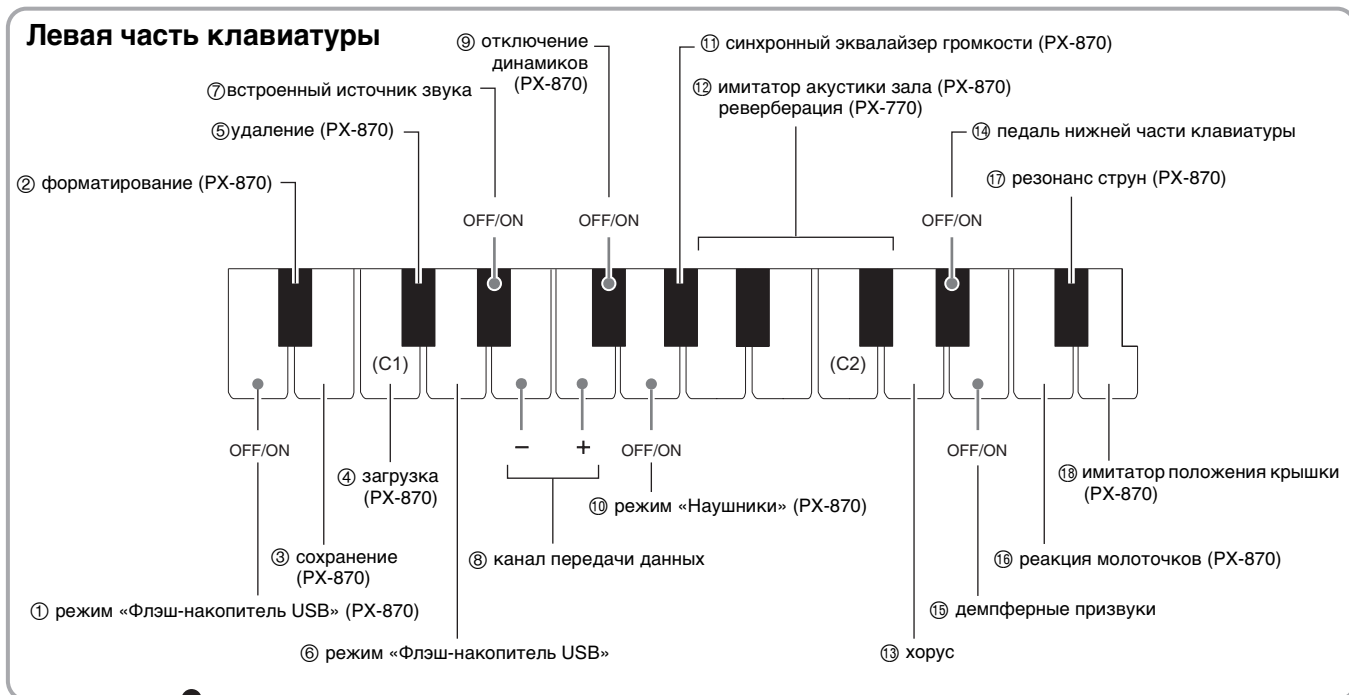 Левая часть клавиатуры
⑨ отключение
динамиков
(PX-870)
⑪ синхронный эквалайзер громкости (PX-870)
⑦встроенный источник звука
⑫ имитатор акустики зала (PX-870)
реверберация (PX-770)
⑤удаление (PX-870)
⑭ педаль нижней части клавиатуры
② форматирование (PX-870)
⑰ резонанс струн (PX-870)
OFF/ON
OFF/ON
OFF/ON
(C1)
(C2)
OFF/ON
– +
OFF/ON
OFF/ON
④ загрузка
(PX-870)
⑱ имитатор положения крышки
(PX-870)
⑩ режим «Наушники» (PX-870)
③ сохранение
(PX-870)
⑧ канал передачи данных
⑯ реакция молоточков (PX-870)
① режим «Флэш-накопитель USB» (PX-870)
⑮ демпферные призвуки
⑥ режим «Флэш-накопитель USB»
⑬ хорус